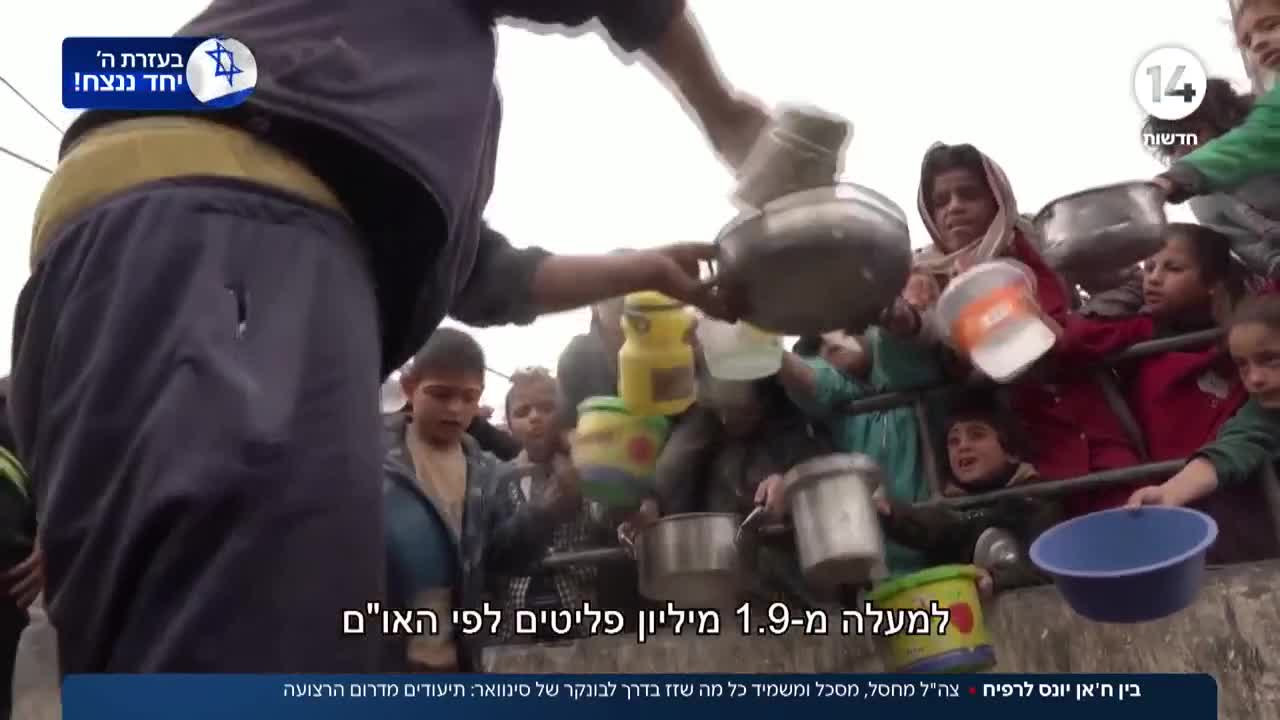 בעזרת ה'
יחד ננצח!
14
חדשות
למעלה מ-1.9 מיליון פליטים לפי האו"ם
בין ח'אן יונס לרפיח • צה"ל מחסל, מסכל ומשמיד כל מה שזז בדרך לבונקר של סינוואר: תיעודים מדרום הרצועה